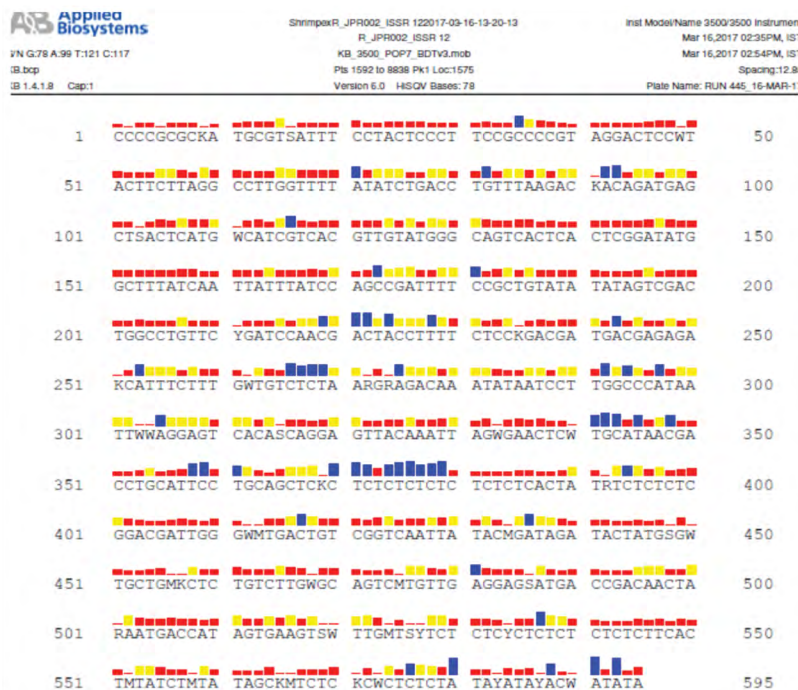 AB Applied
Biosystems
ShrimpexR_JPR002_ISSR 122017-03-16-13-20-13
Inst Model/Name 3500/3500 Instrument
R_JPR002_ISSR 12
Mar 16,2017 02:35PM, IST
/N G:78 A:99 T:121 C:117
KB_3500_POP7_BDTv3.mob
Mar 16,2017 02:54PM, IST
KB.bcp
Pts 1592 to 8838 Pk1 Loc:1575
Spacing:12.8
KB 1.4.1.8 Cap:1
Version 6.0 HiSQV Bases: 78
Plate Name: RUN 445_16-MAR-17
1 CCCCGCGCKA TGCGTSATTT CCTACTCCCT TCCGCCCCGT AGGACTCCWT 50
51 ACTTCTTAGG CCTTGGTTTT ATATCTGACC TGTTTAAGAC KACAGATGAG 100
101 CTSACTCATG WCATCGTCAC GTTGTATGGG CAGTCACTCA CTCGGATATG 150
151 GCTTTATCAA TTATTTATCC AGCCGATTTT CCGCTGTATA TATAGTCGAC 200
201 TGGCCTGTTC YGATCCAACG ACTACCTTTT CTCCKGACGA TGACGAGAGA 250
251 KCATTTCTTT GWTGTCTCTA ARGRAGACAA ATATAATCCT TGGCCCATAA 300
301 TTWWAGGAGT CACASCAGGA GTTACAAATT AGWGAACTCW TGCATAACGA 350
351 CCTGCATTCC TGCAGCTCKC TCTCTCTCTC TCTCTCACTA TRTCTCTCTC 400
401 GGACGATTGG GWMTGACTGT CGGTCAATTA TACMGATAGA TACTATGSGW 450
451 TGCTGMKCTC TGTCTTGWGC AGTCMTGTTG AGGAGSATGA CCGACAACTA 500
501 RAATGACCAT AGTGAAGTSW TTGMTSYTCT CTCYCTCTCT CTCTCTTCAC 550
551 TMTATCTMTA TAGCKMTCTC KCWCTCTCTA TAYATAYACW ATATA 595